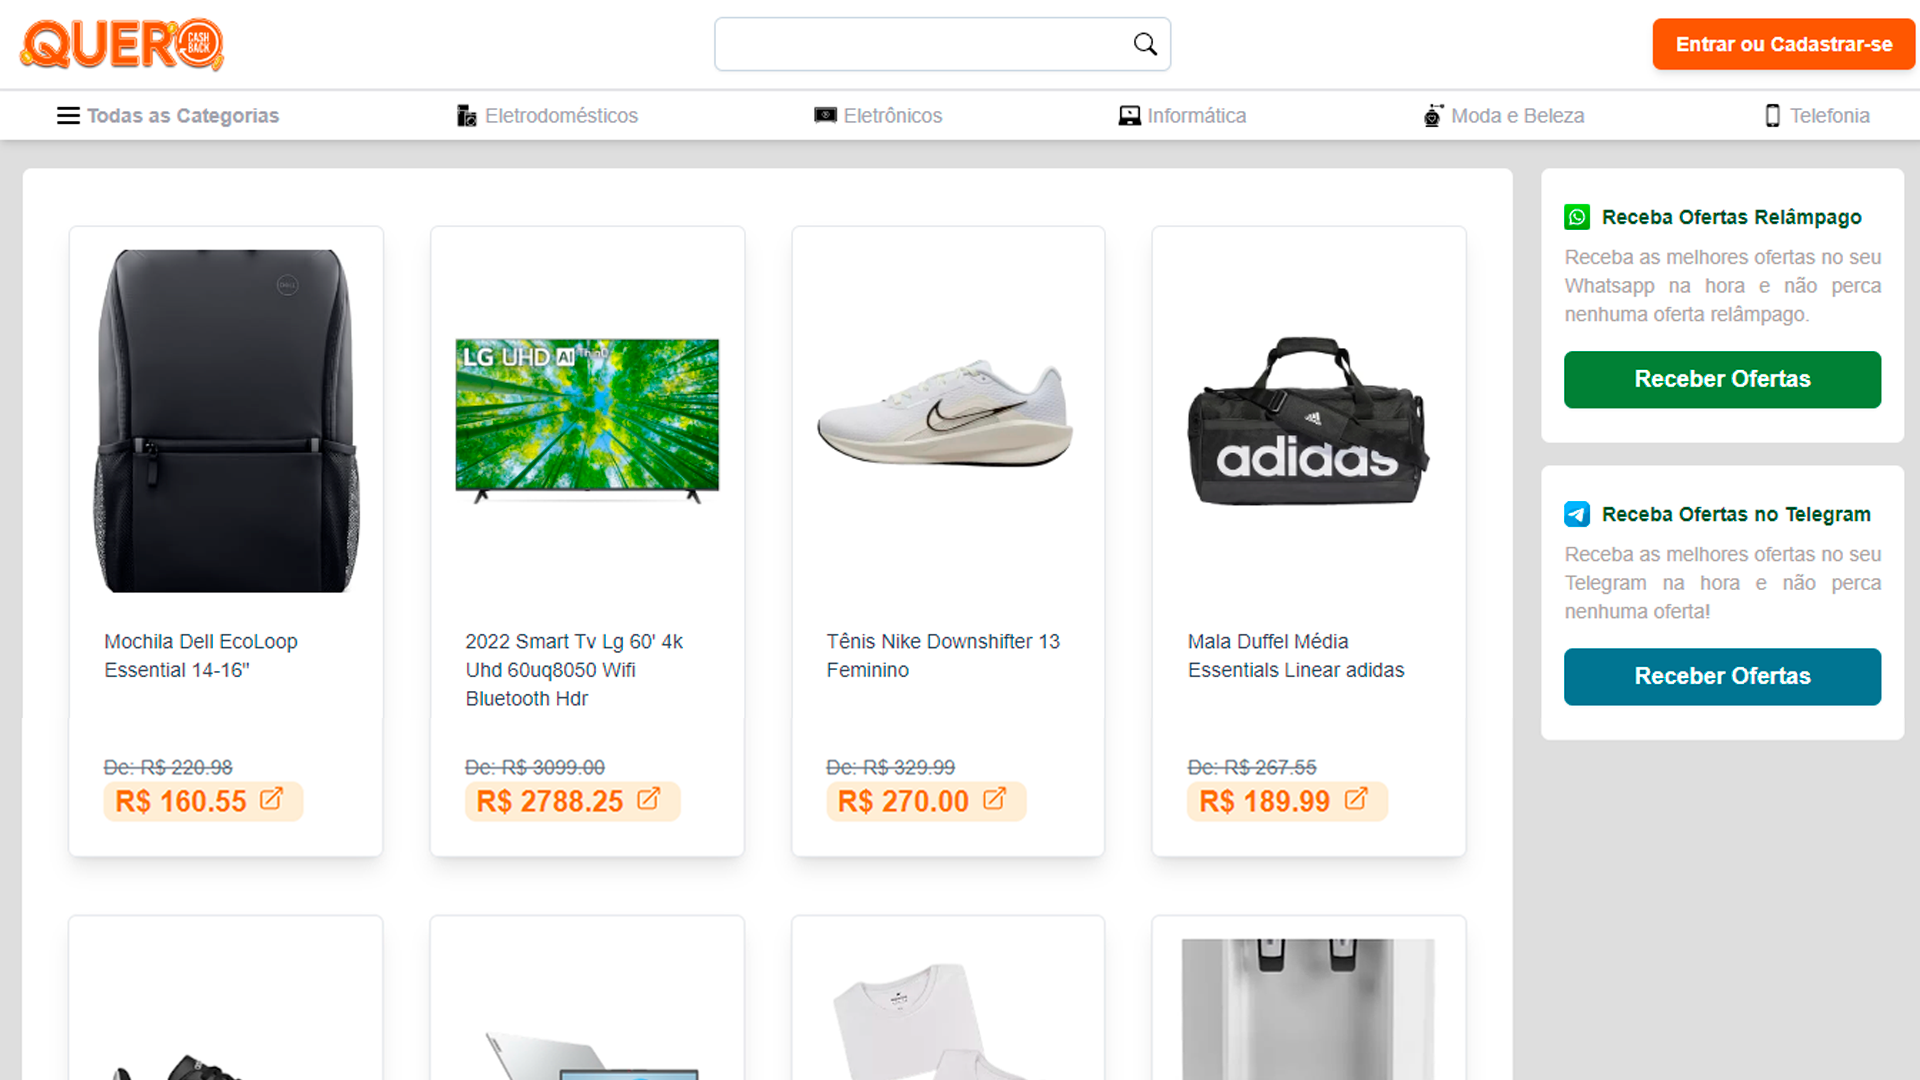 QUERO CASH BACK
Entrar ou Cadastrar-se
Todas as Categorias
Eletrodomésticos
Eletrônicos
Informática
Moda e Beleza
Telefonia
DELL
Mochila Dell EcoLoop
Essential 14-16"
De: R$ 220.98
R$ 160.55
LG UHD AI ThinQ
2022 Smart Tv Lg 60' 4k
Uhd 60uq8050 Wifi
Bluetooth Hdr
De: R$ 3099.00
R$ 2788.25
Tênis Nike Downshifter 13
Feminino
De: R$ 329.99
R$ 270.00
adidas
Mala Duffel Média
Essentials Linear adidas
De: R$ 267.55
R$ 189.99
Receba Ofertas Relâmpago
Receba as melhores ofertas no seu
Whatsapp na hora e não perca
nenhuma oferta relâmpago.
Receber Ofertas
Receba Ofertas no Telegram
Receba as melhores ofertas no seu
Telegram na hora e não perca
nenhuma oferta!
Receber Ofertas